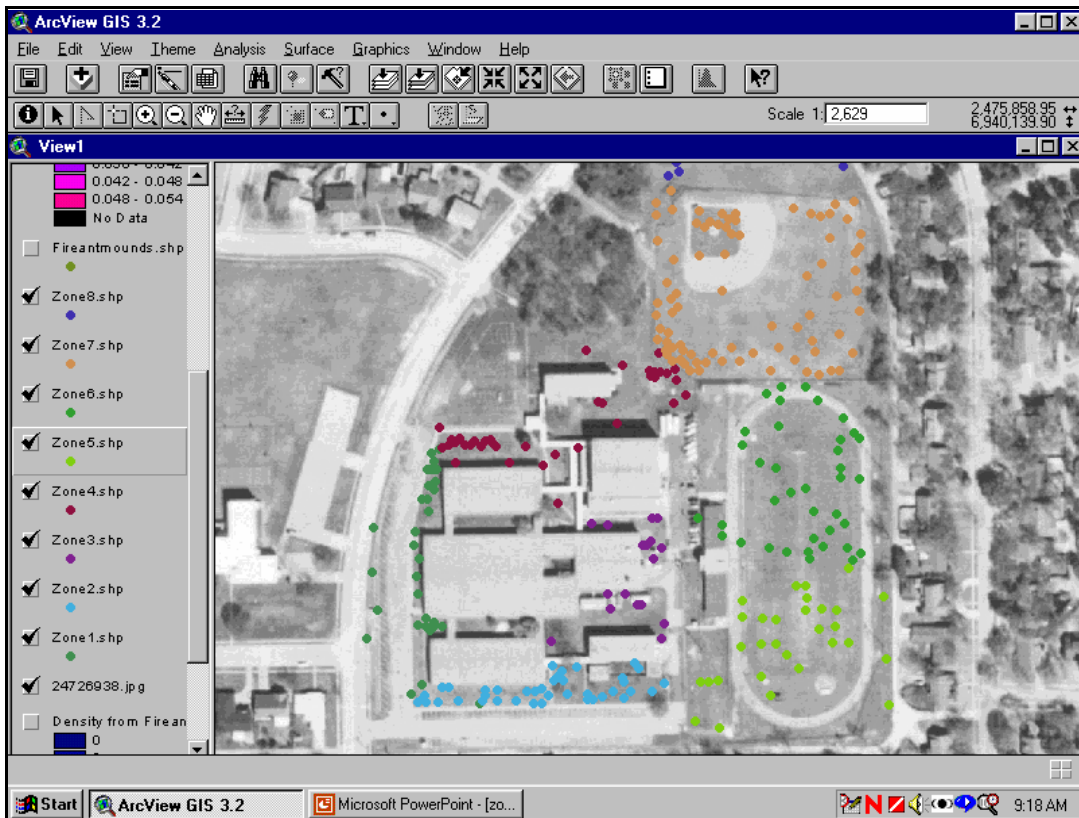 ArcView GIS 3.2
File Edit View Theme Analysis Surface Graphics Window Help
Scale 1: 2,629
2,475,858.95
6,940,139.90
View1
0.042 - 0.048
0.048 - 0.054
No Data
Fireantmounds.shp
Zone8.shp
Zone7.shp
Zone6.shp
Zone5.shp
Zone4.shp
Zone3.shp
Zone2.shp
Zone1.shp
24726938.jpg
Density from Firean
0
Start ArcView GIS 3.2 Microsoft PowerPoint - [zo... 9:18 AM